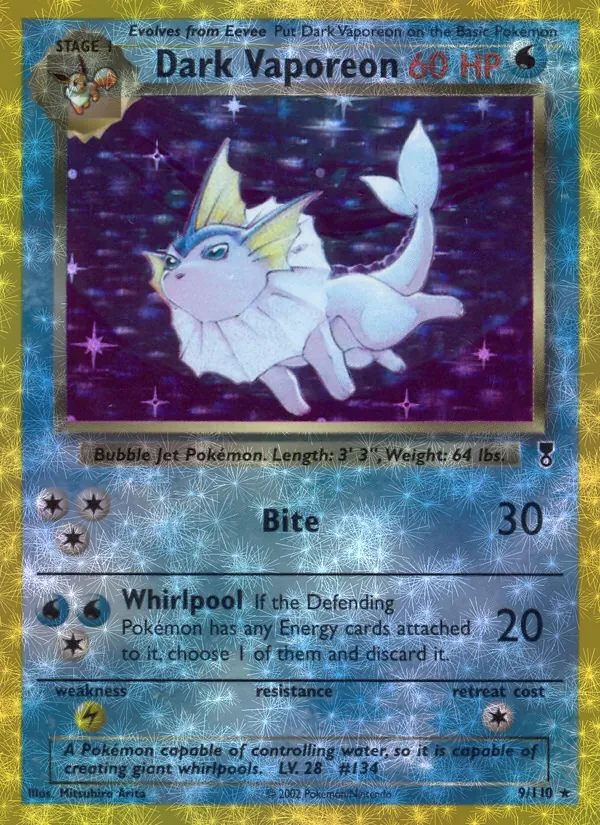 Evolves from Eevee Put Dark Vaporeon on the Basic Pokémon
STAGE 1
Dark Vaporeon 60 HP
Bubble Jet Pokémon. Length: 3' 3", Weight: 64 lbs.
Bite 30
Whirlpool If the Defending
Pokémon has any Energy cards attached 20
to it, choose 1 of them and discard it.
weakness resistance retreat cost
A Pokémon capable of controlling water, so it is capable of
creating giant whirlpools. LV. 28 #134
Illus. Mitsuhiro Arita © 2002 Pokémon/Nintendo 9/110 ★